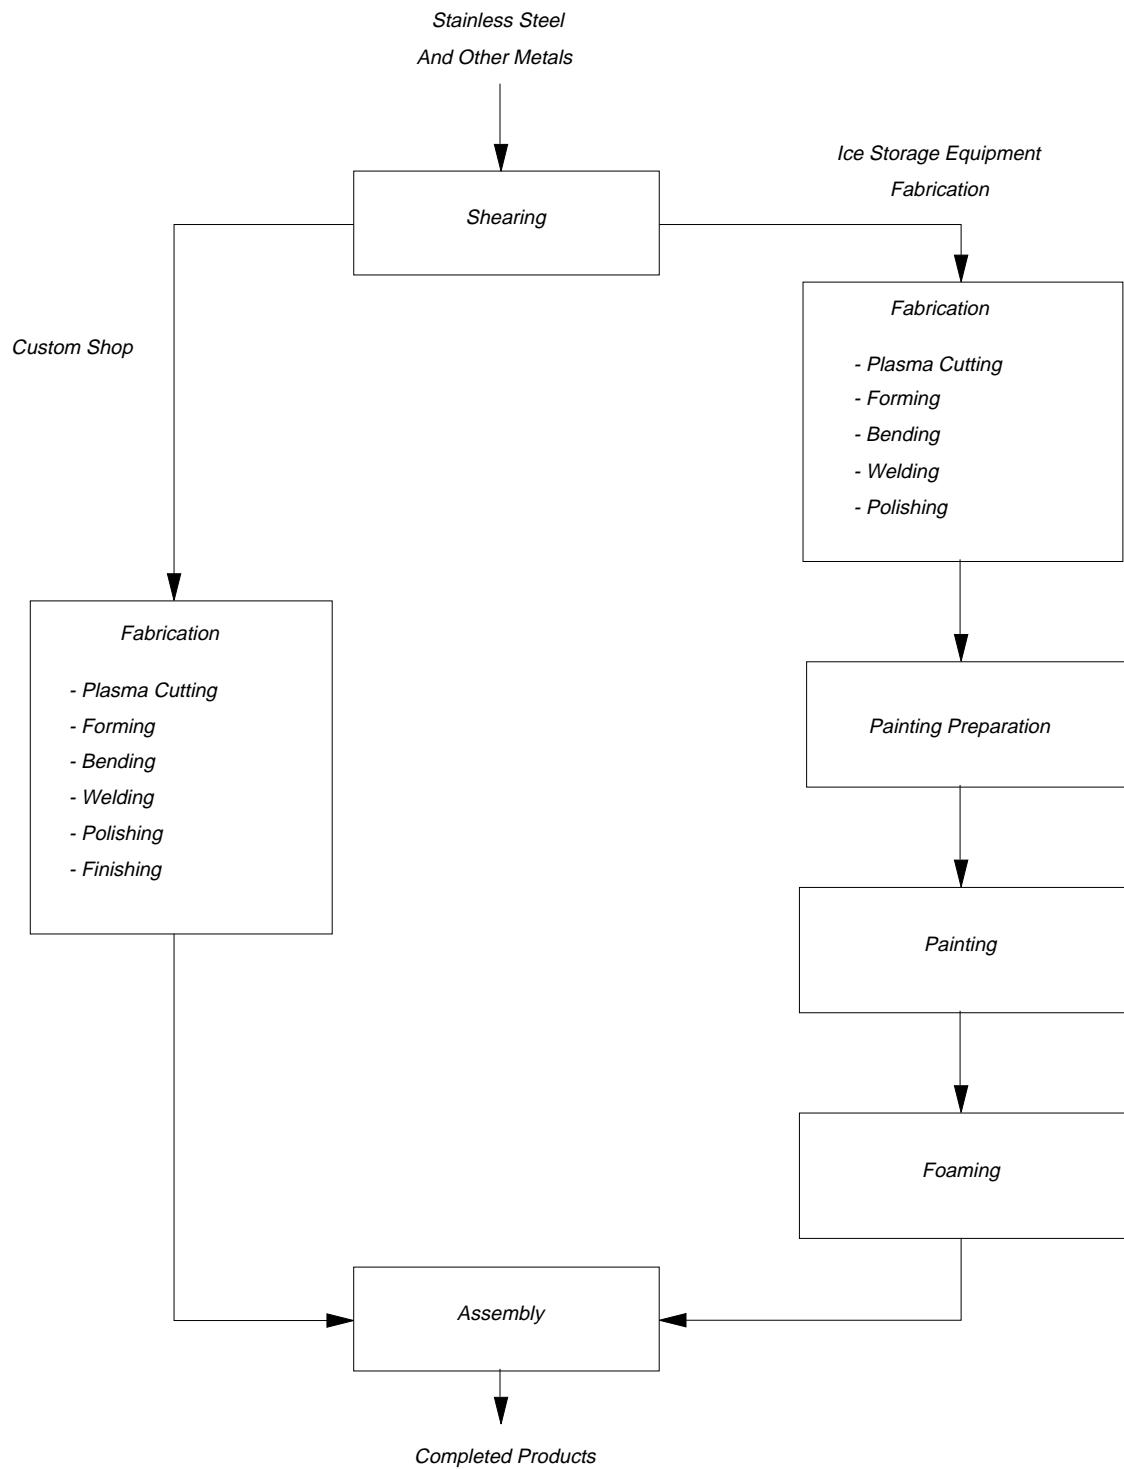 Stainless Steel
And Other Metals
Ice Storage Equipment
Fabrication
Shearing
Custom Shop
Fabrication
- Plasma Cutting
- Forming
- Bending
- Welding
- Polishing
Fabrication
- Plasma Cutting
- Forming
- Bending
- Welding
- Polishing
- Finishing
Painting Preparation
Painting
Foaming
Assembly
Completed Products